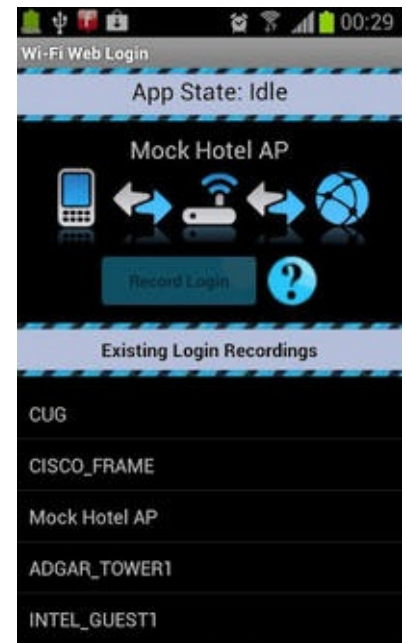 00:29
Wi-Fi Web Login
App State: Idle
Mock Hotel AP
Record Login
?
Existing Login Recordings
CUG
CISCO_FRAME
Mock Hotel AP
ADGAR_TOWER1
INTEL_GUEST1